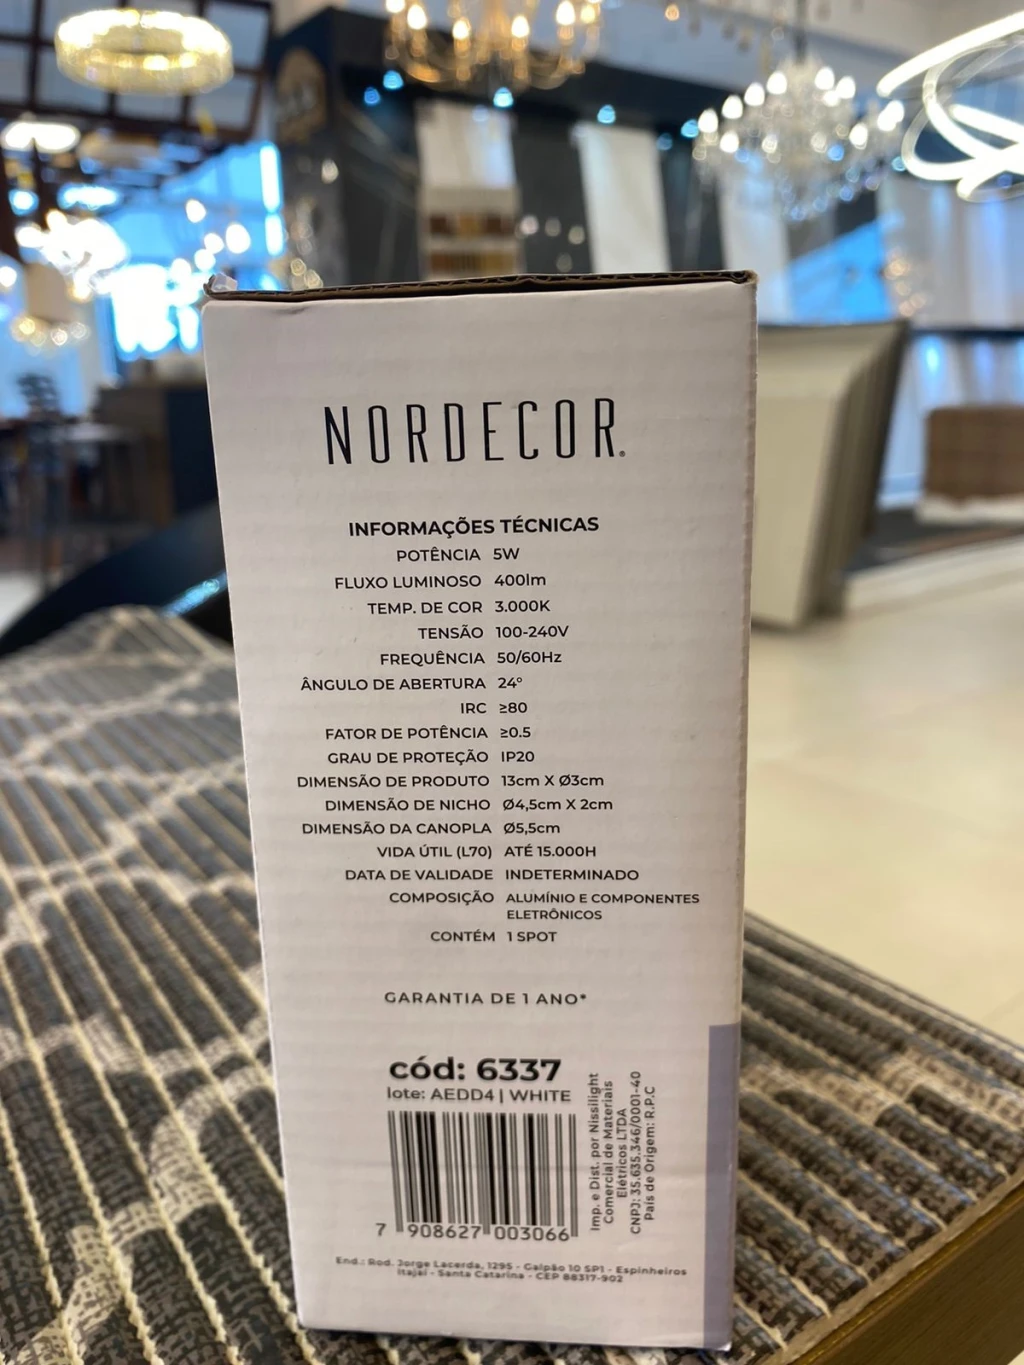 NORDECOR®
INFORMAÇÕES TÉCNICAS
POTÊNCIA 5W
FLUXO LUMINOSO 400lm
TEMP. DE COR 3.000K
TENSÃO 100-240V
FREQUÊNCIA 50/60Hz
ÂNGULO DE ABERTURA 24°
IRC ≥80
FATOR DE POTÊNCIA ≥0.5
GRAU DE PROTEÇÃO IP20
DIMENSÃO DE PRODUTO 13cm X Ø3cm
DIMENSÃO DE NICHO Ø4,5cm X 2cm
DIMENSÃO DA CANOPLA Ø5,5cm
VIDA ÚTIL (L70) ATÉ 15.000H
DATA DE VALIDADE INDETERMINADO
COMPOSIÇÃO ALUMÍNIO E COMPONENTES
ELETRÔNICOS
CONTÉM 1 SPOT
GARANTIA DE 1 ANO*
cód: 6337
lote: AEDD4 | WHITE
7 908627 003066
Imp. e Dist. por Nissilight
Comercial de Materiais
Elétricos LTDA
CNPJ: 35.635.346/0001-40
País de Origem: R.P.C
End.: Rod. Jorge Lacerda, 1295 - Galpão 10 SP1 - Espinheiros
Itajaí - Santa Catarina - CEP 88317-902